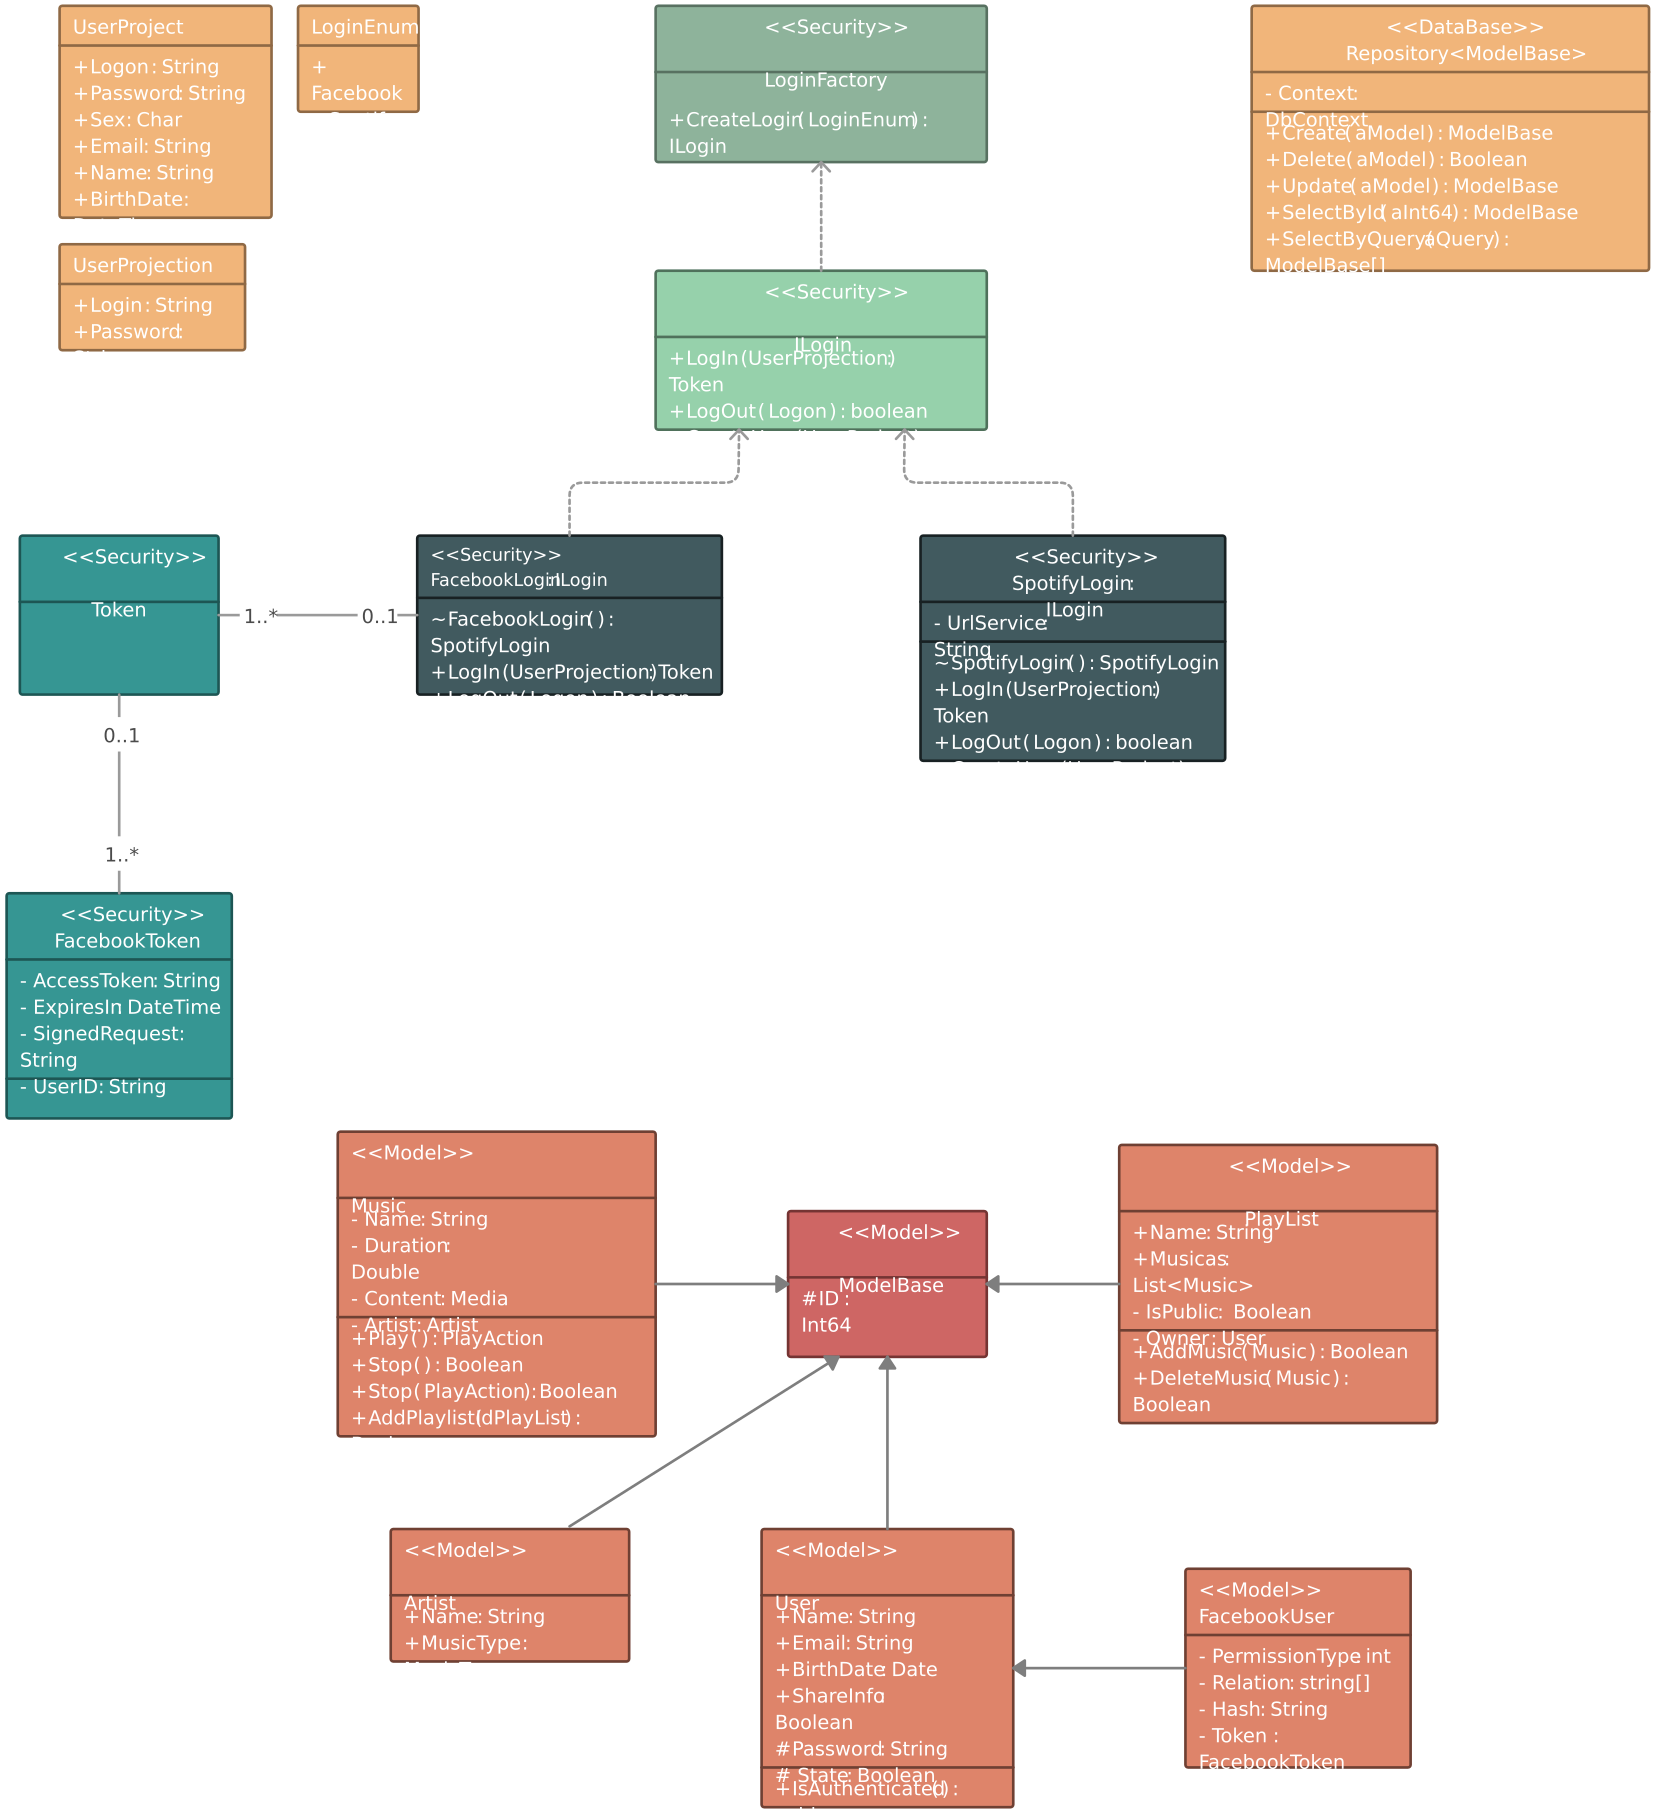 UserProject
+Logon : String
+Password : String
+Sex : Char
+Email : String
+Name : String
+BirthDate :
LoginEnum
+
Facebook
<<Security>>
LoginFactory
+CreateLogin( LoginEnum ) :
ILogin
<<DataBase>>
Repository<ModelBase>
- Context :
DbContext
+Create( aModel ) : ModelBase
+Delete( aModel ) : Boolean
+Update( aModel ) : ModelBase
+SelectById( aInt64 ) : ModelBase
+SelectByQuery( aQuery ) :
ModelBase[]
UserProjection
+Login : String
+Password :
<<Security>>
ILogin
+LogIn (UserProjection) :
Token
+LogOut ( Logon ) : boolean
<<Security>>
Token
1..*
0..1
<<Security>>
FacebookLogin : ILogin
~FacebookLogin( ) :
SpotifyLogin
+LogIn (UserProjection) : Token
+LogOut ( Logon ) : Boolean
<<Security>>
SpotifyLogin :
ILogin
- UrlService :
String
~SpotifyLogin( ) : SpotifyLogin
+LogIn (UserProjection) :
Token
+LogOut ( Logon ) : boolean
0..1
1..*
<<Security>>
FacebookToken
- AccessToken : String
- ExpiresIn : DateTime
- SignedRequest :
String
- UserID : String
<<Model>>
Music
- Name : String
- Duration :
Double
- Content : Media
- Artist : Artist
+Play ( ) : PlayAction
+Stop ( ) : Boolean
+Stop ( PlayAction ) : Boolean
+AddPlaylist( IdPlayList ) :
<<Model>>
ModelBase
#ID :
Int64
<<Model>>
PlayList
+Name : String
+Musicas :
List<Music>
- IsPublic : Boolean
- Owner : User
+AddMusic( Music ) : Boolean
+DeleteMusic( Music ) :
Boolean
<<Model>>
Artist
+Name : String
+MusicType :
<<Model>>
User
+Name : String
+Email : String
+BirthDate : Date
+ShareInfo :
Boolean
#Password : String
# State : Boolean
+IsAuthenticated( ) :
<<Model>>
FacebookUser
- PermissionType : int
- Relation : string[]
- Hash : String
- Token :
FacebookToken